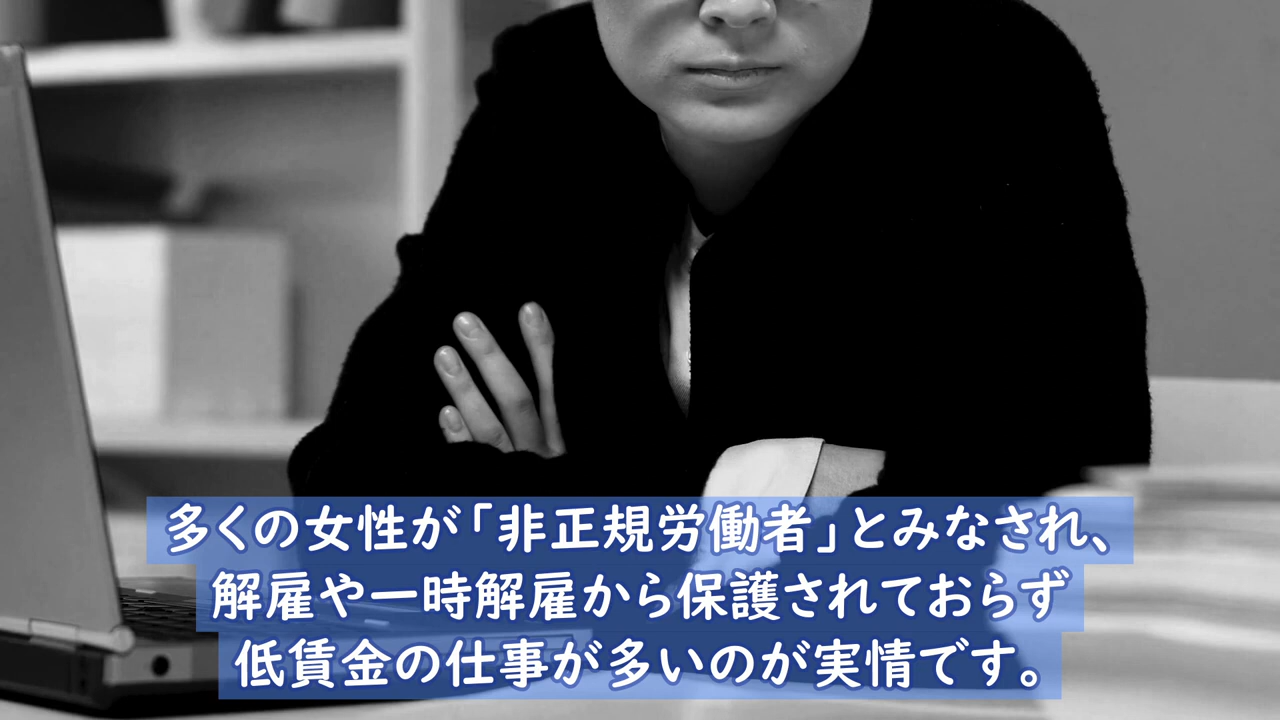 多くの女性が「非正規労働者」とみなされ、
解雇や一時解雇から保護されておらず
低賃金の仕事が多いのが実情です。